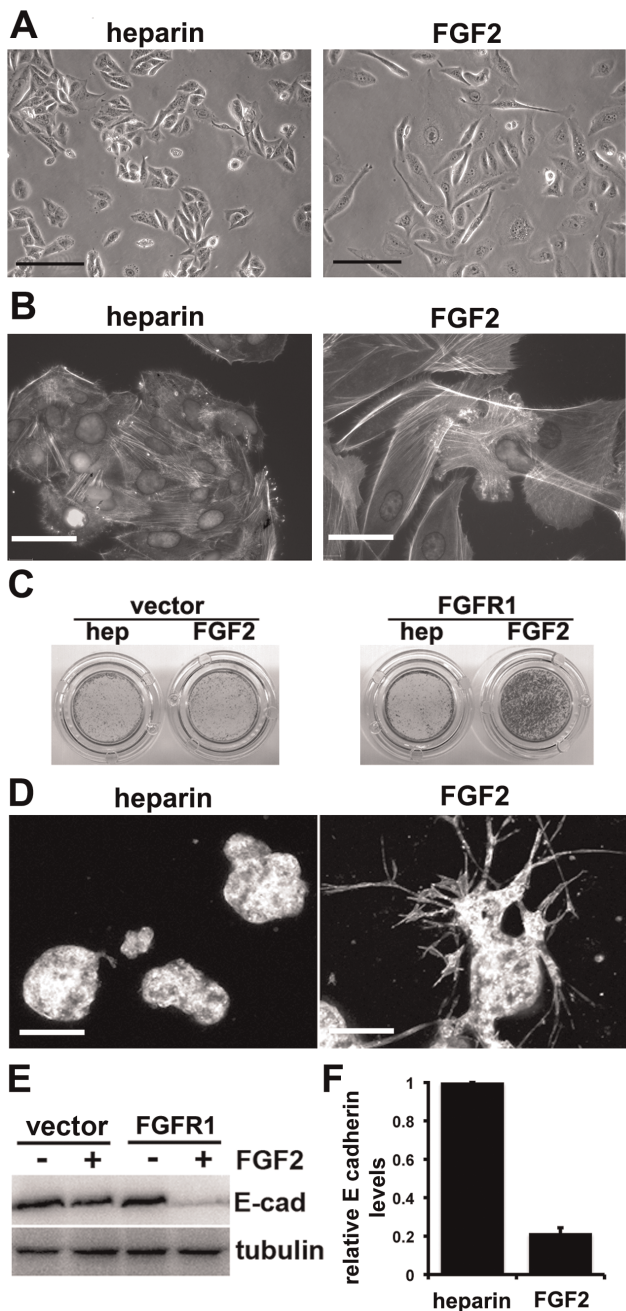 A
heparin FGF2
B
heparin FGF2
C
vector FGFR1
hep FGF2 hep FGF2
D
heparin FGF2
E
vector FGFR1
- + - + FGF2
E-cad
tubulin
F
relative E cadherin
levels
1
0.8
0.6
0.4
0.2
0
heparin FGF2